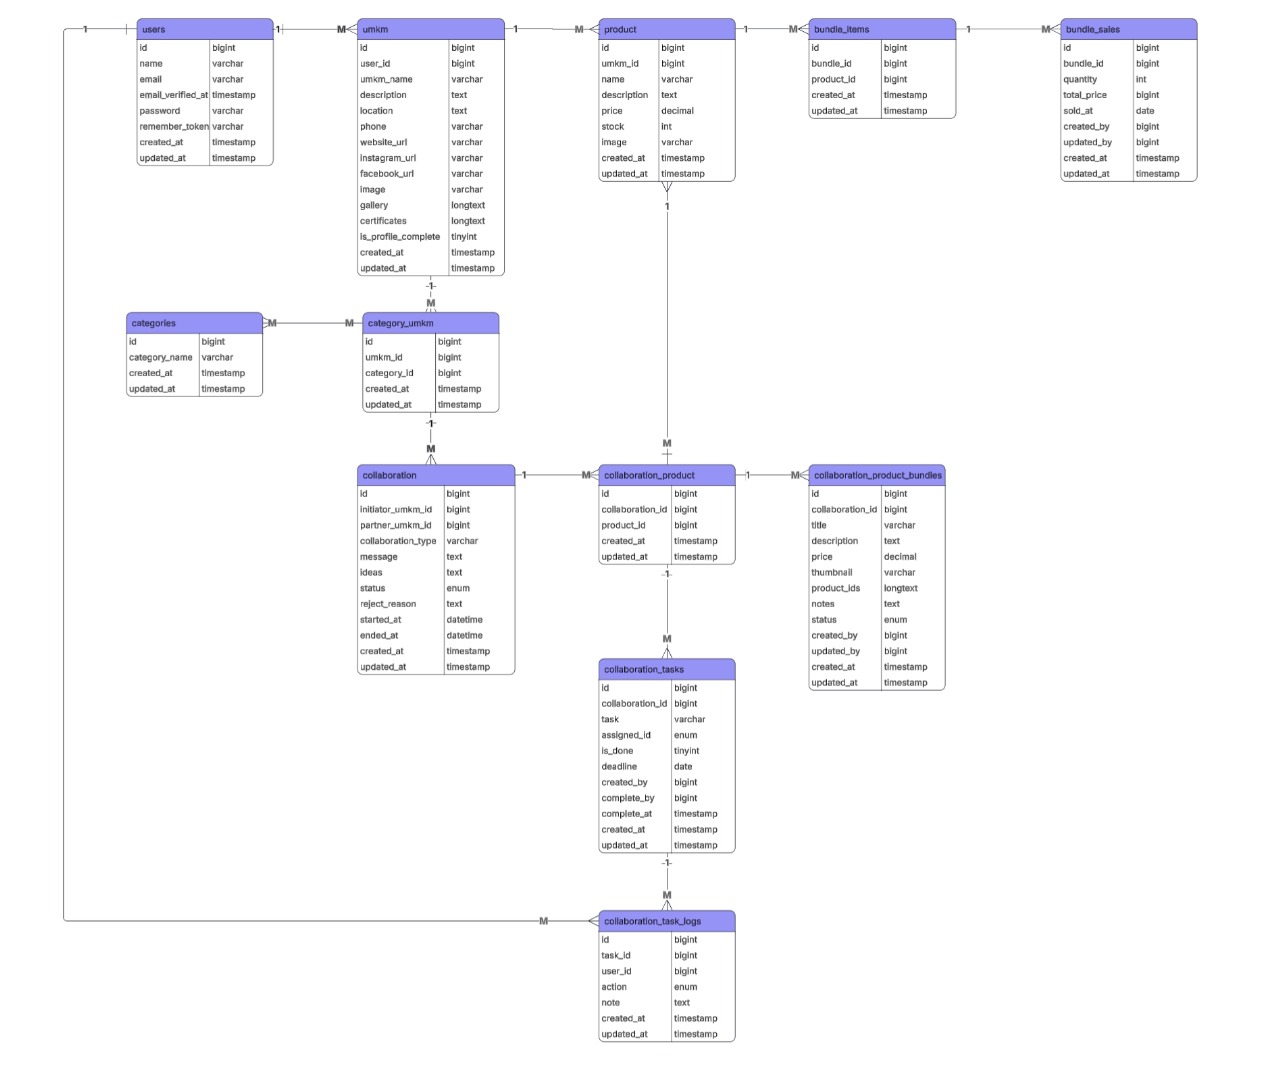 1 users 1 M umkm 1 M product 1 M bundle_items 1 M bundle_sales
id bigint
name varchar
email varchar
email_verified_at timestamp
password varchar
remember_token varchar
created_at timestamp
updated_at timestamp
id bigint
user_id bigint
umkm_name varchar
description text
location text
phone varchar
website_url varchar
instagram_url varchar
facebook_url varchar
image varchar
gallery longtext
certificates longtext
is_profile_complete tinyint
created_at timestamp
updated_at timestamp
id bigint
umkm_id bigint
name varchar
description text
price decimal
stock int
image varchar
created_at timestamp
updated_at timestamp
id bigint
bundle_id bigint
product_id bigint
created_at timestamp
updated_at timestamp
id bigint
bundle_id bigint
quantity int
total_price bigint
sold_at date
created_by bigint
updated_by bigint
created_at timestamp
updated_at timestamp
1
1
M
categories M M category_umkm
id bigint
category_name varchar
created_at timestamp
updated_at timestamp
id bigint
umkm_id bigint
category_id bigint
created_at timestamp
updated_at timestamp
1
M
M
collaboration 1 M collaboration_product 1 M collaboration_product_bundles
id bigint
initiator_umkm_id bigint
partner_umkm_id bigint
collaboration_type varchar
message text
ideas text
status enum
reject_reason text
started_at datetime
ended_at datetime
created_at timestamp
updated_at timestamp
id bigint
collaboration_id bigint
product_id bigint
created_at timestamp
updated_at timestamp
id bigint
collaboration_id bigint
title varchar
description text
price decimal
thumbnail varchar
product_ids longtext
notes text
status enum
created_by bigint
updated_by bigint
created_at timestamp
updated_at timestamp
1
M
collaboration_tasks
id bigint
collaboration_id bigint
task varchar
assigned_id enum
is_done tinyint
deadline date
created_by bigint
complete_by bigint
complete_at timestamp
created_at timestamp
updated_at timestamp
1
M
M collaboration_task_logs
id bigint
task_id bigint
user_id bigint
action enum
note text
created_at timestamp
updated_at timestamp